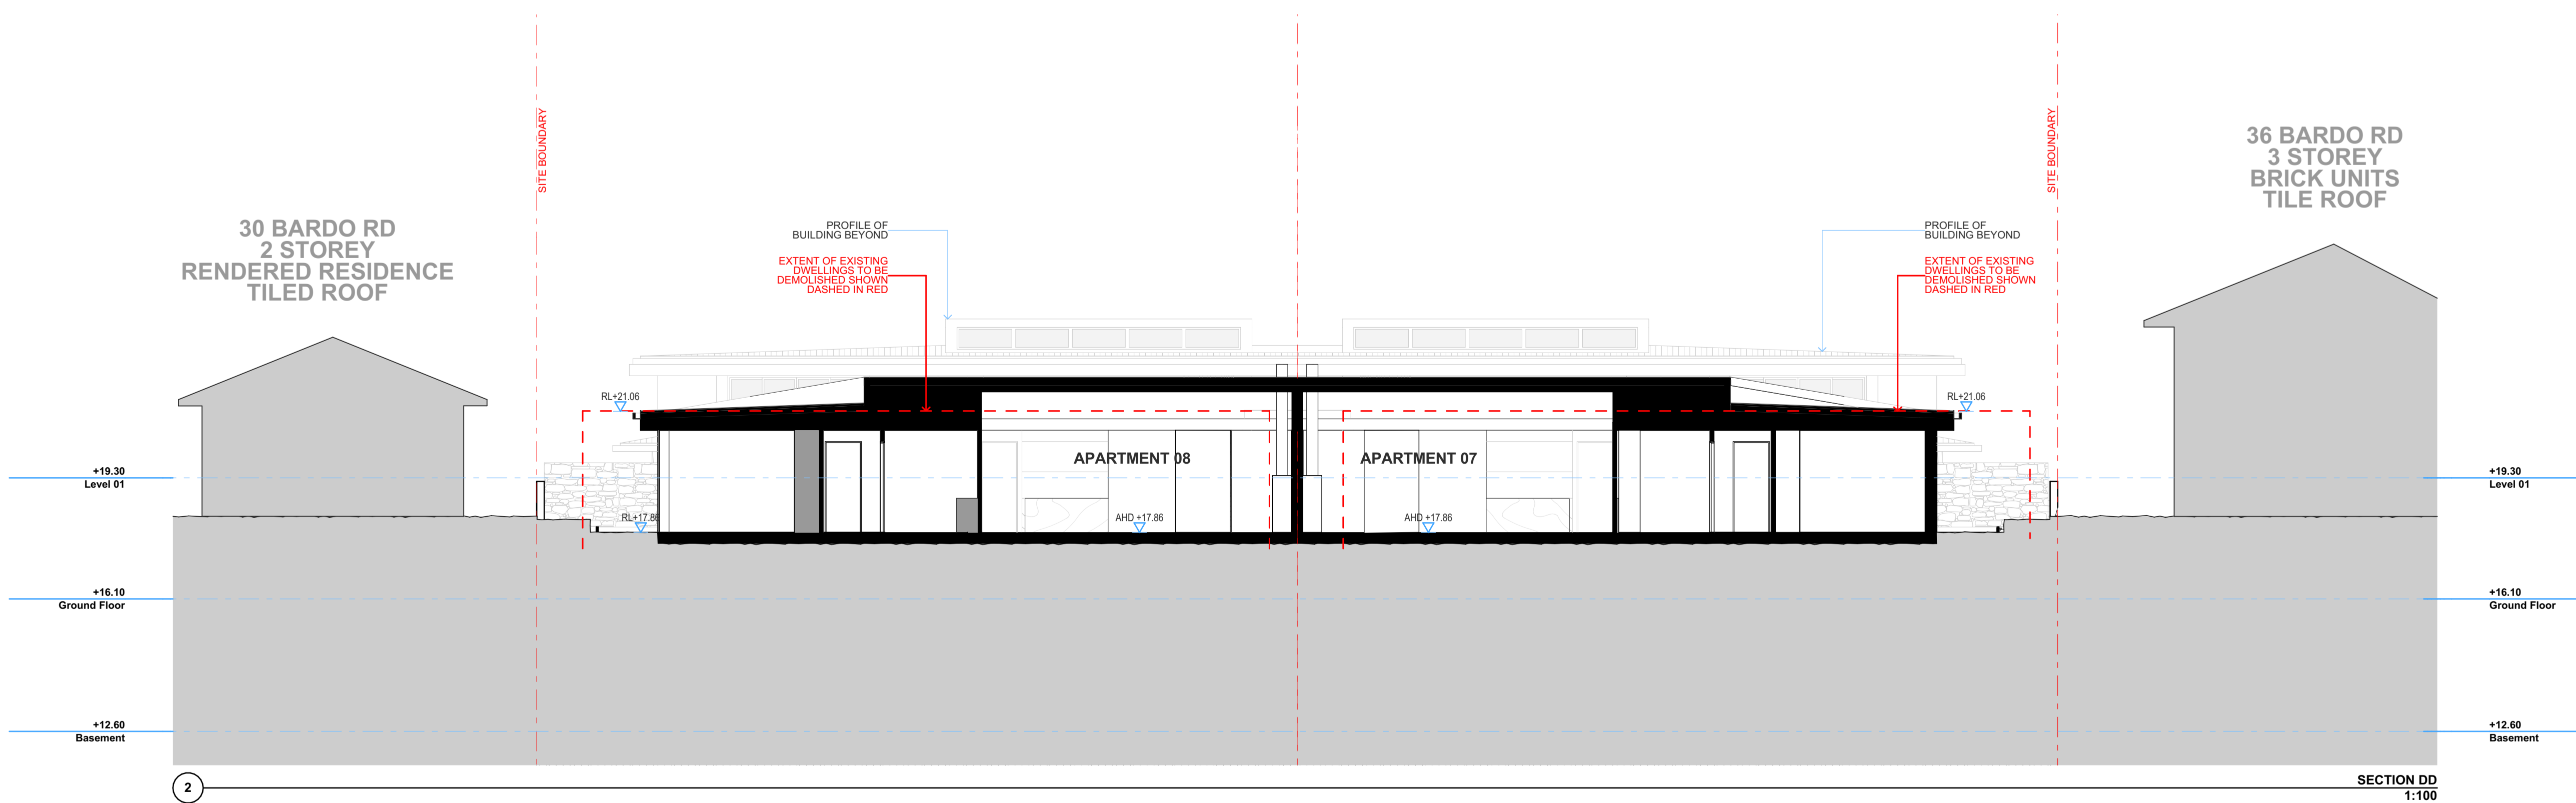 SITE BOUNDARY
SITE BOUNDARY
30 BARDO RD
2 STOREY
RENDERED RESIDENCE
TILED ROOF
36 BARDO RD
3 STOREY
BRICK UNITS
TILE ROOF
PROFILE OF
BUILDING BEYOND
EXTENT OF EXISTING
DWELLINGS TO BE
DEMOLISHED SHOWN
DASHED IN RED
PROFILE OF
BUILDING BEYOND
EXTENT OF EXISTING
DWELLINGS TO BE
DEMOLISHED SHOWN
DASHED IN RED
RL+21.06
RL+21.06
APARTMENT 08
APARTMENT 07
+19.30
Level 01
+19.30
Level 01
RL+17.86
AHD +17.86
AHD +17.86
+16.10
Ground Floor
+16.10
Ground Floor
+12.60
Basement
+12.60
Basement
2
SECTION DD
1:100